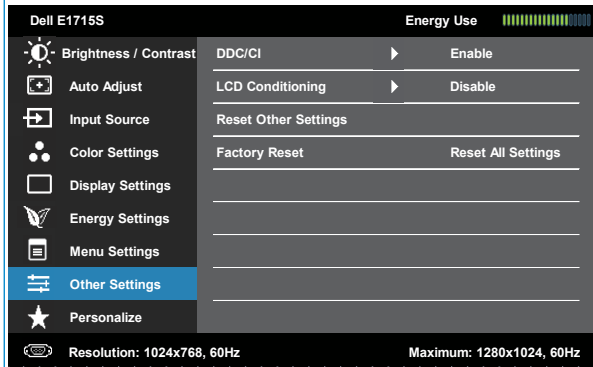 Dell E1715S Energy Use
Brightness / Contrast DDC/CI Enable
Auto Adjust LCD Conditioning Disable
Input Source Reset Other Settings
Color Settings Factory Reset Reset All Settings
Display Settings
Energy Settings
Menu Settings
Other Settings
Personalize
Resolution: 1024x768, 60Hz Maximum: 1280x1024, 60Hz